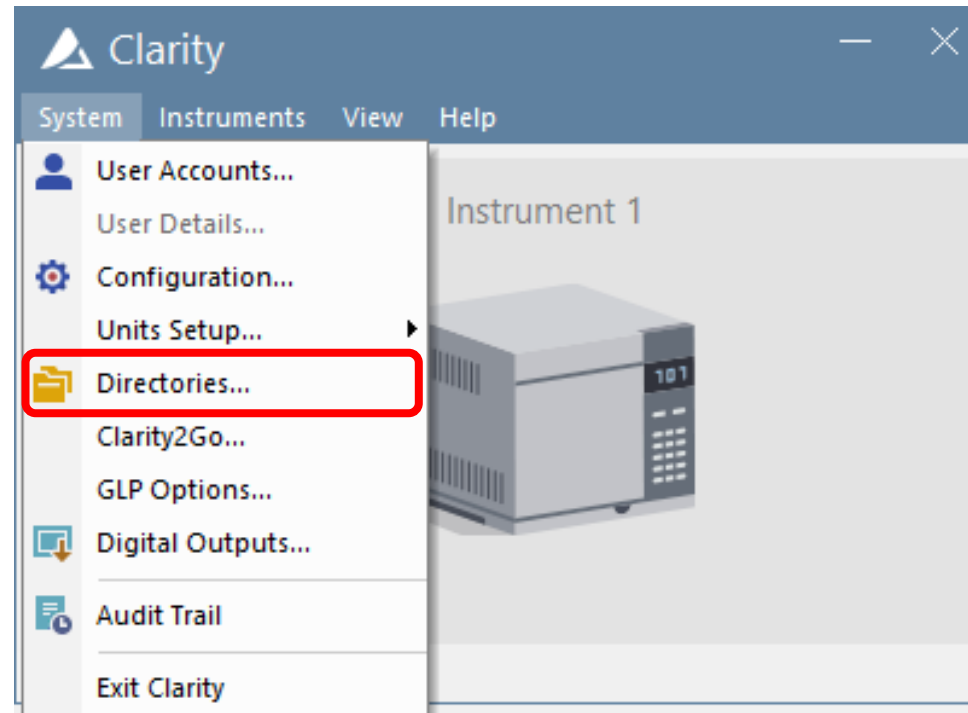 Clarity
System Instruments View Help
User Accounts...
User Details...
Instrument 1
Configuration...
Units Setup...
Directories...
101
Clarity2Go...
GLP Options...
Digital Outputs...
Audit Trail
Exit Clarity